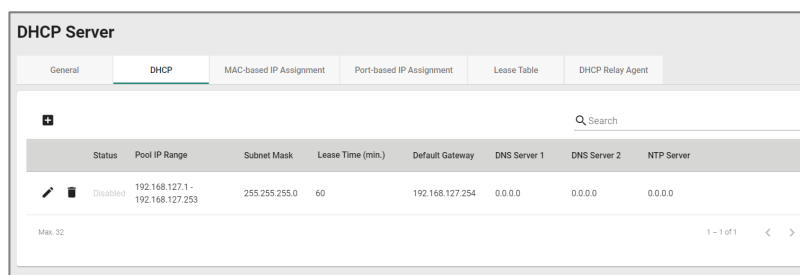 DHCP Server
General DHCP MAC-based IP Assignment Port-based IP Assignment Lease Table DHCP Relay Agent
Search
Status Pool IP Range Subnet Mask Lease Time (min.) Default Gateway DNS Server 1 DNS Server 2 NTP Server
Disabled 192.168.127.1 - 255.255.255.0 60 192.168.127.254 0.0.0.0 0.0.0.0 0.0.0.0
192.168.127.253
Max. 32 1 – 1 of 1